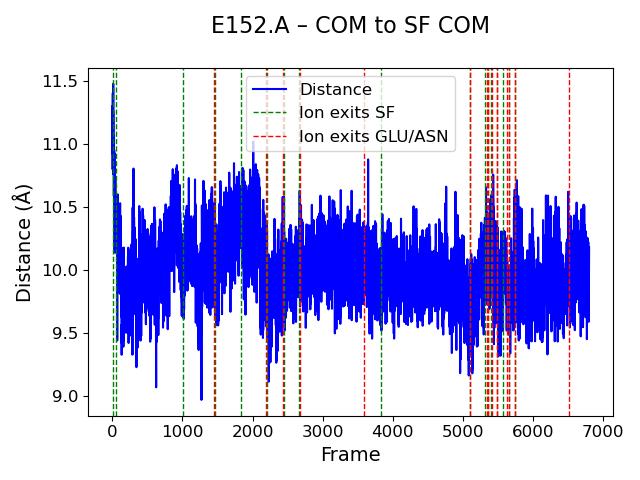 E152.A – COM to SF COM
Distance
Ion exits SF
Ion exits GLU/ASN
Distance (Å)
11.5
11.0
10.5
10.0
9.5
9.0
0 1000 2000 3000 4000 5000 6000 7000
Frame